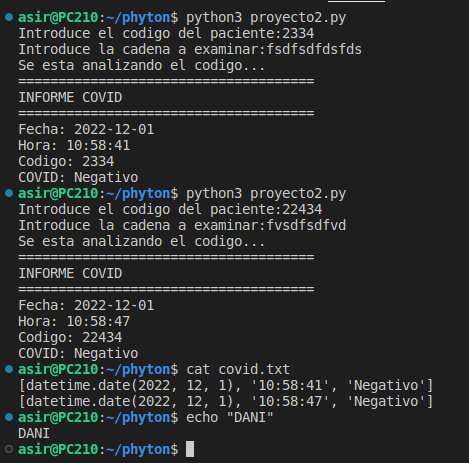 asir@PC210:~/phyton$ python3 proyecto2.py
Introduce el codigo del paciente:2334
Introduce la cadena a examinar:fsdfsdfdsfds
Se esta analizando el codigo...
=====================================
INFORME COVID
=====================================
Fecha: 2022-12-01
Hora: 10:58:41
Codigo: 2334
COVID: Negativo
asir@PC210:~/phyton$ python3 proyecto2.py
Introduce el codigo del paciente:22434
Introduce la cadena a examinar:fvsdfsdfvd
Se esta analizando el codigo...
=====================================
INFORME COVID
=====================================
Fecha: 2022-12-01
Hora: 10:58:47
Codigo: 22434
COVID: Negativo
asir@PC210:~/phyton$ cat covid.txt
[datetime.date(2022, 12, 1), '10:58:41', 'Negativo']
[datetime.date(2022, 12, 1), '10:58:47', 'Negativo']
asir@PC210:~/phyton$ echo "DANI"
DANI
asir@PC210:~/phyton$